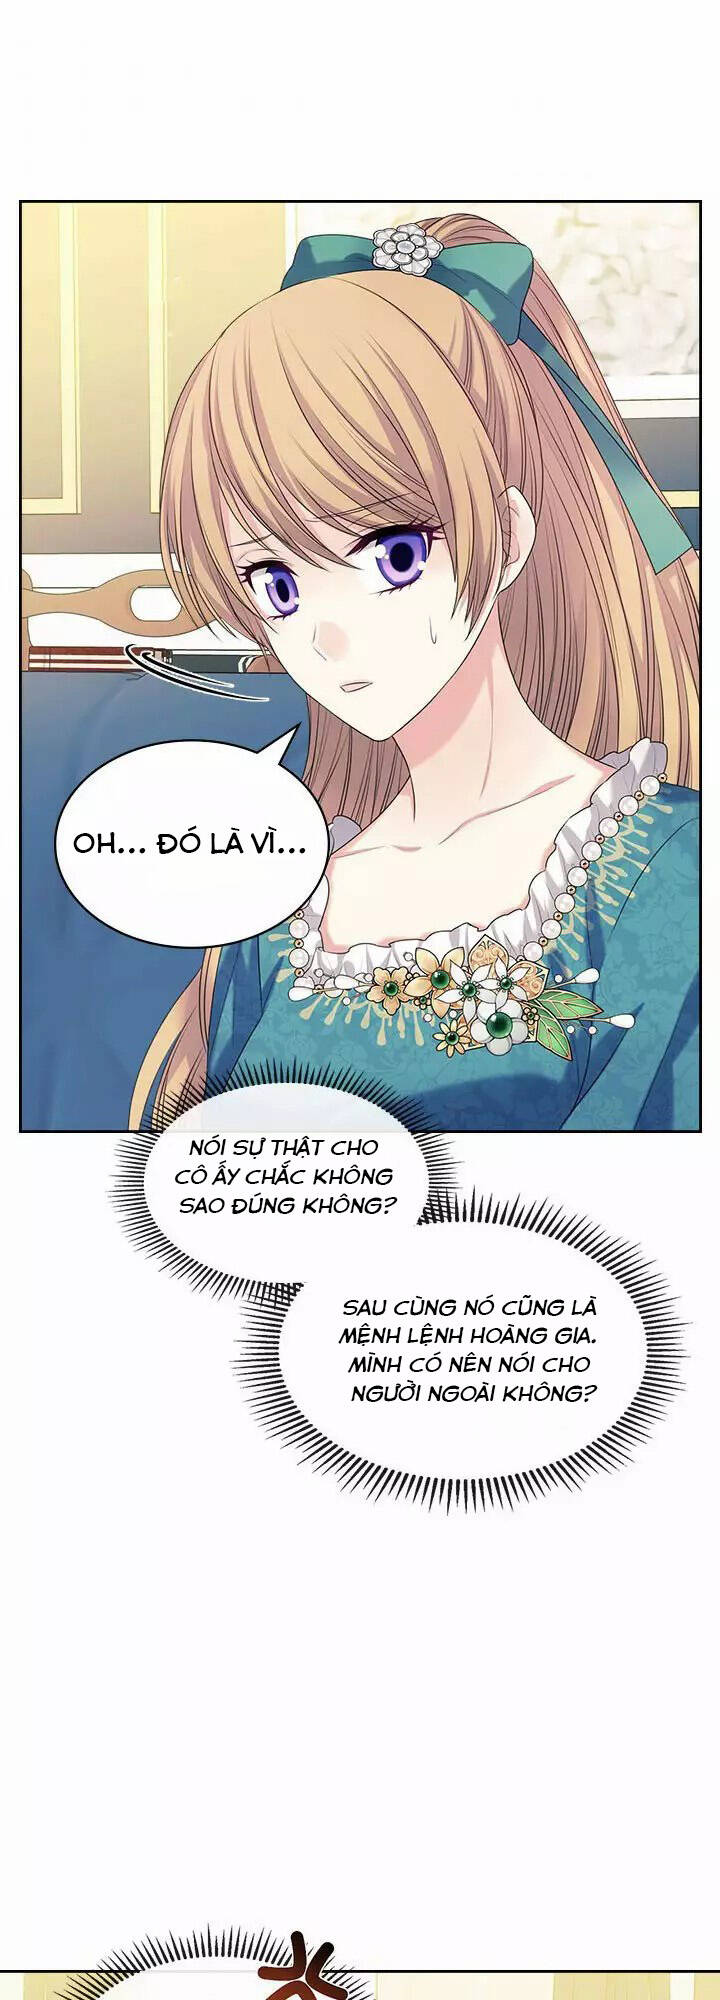 OH... ĐÓ LÀ VÌ...
NÓI SỰ THẬT CHO
CÔ ẤY CHẮC KHÔNG
SAO ĐÚNG KHÔNG?
SAU CÙNG NÓ CŨNG LÀ
MỆNH LỆNH HOÀNG GIA.
MÌNH CÓ NÊN NÓI CHO
NGƯỜI NGOÀI KHÔNG?